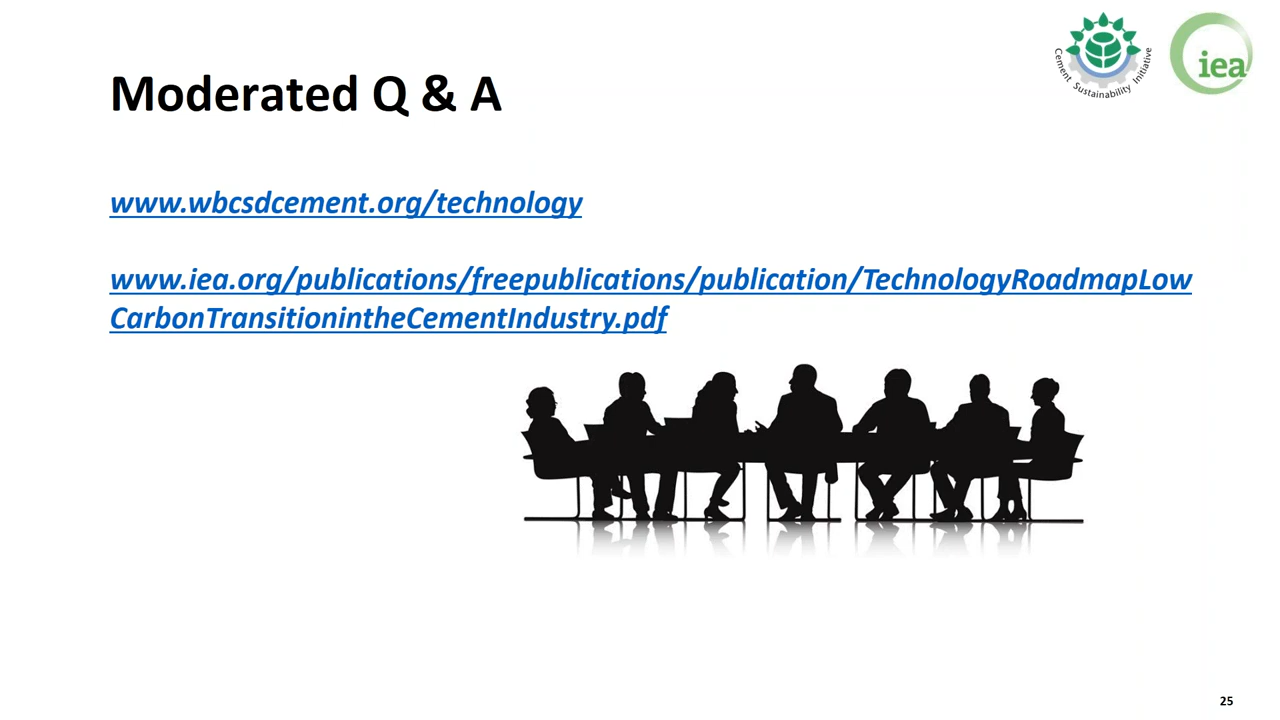 Cement Sustainability Initiative
iea
Moderated Q & A
www.wbcsdcement.org/technology
www.iea.org/publications/freepublications/publication/TechnologyRoadmapLow
CarbonTransitionintheCementIndustry.pdf
25